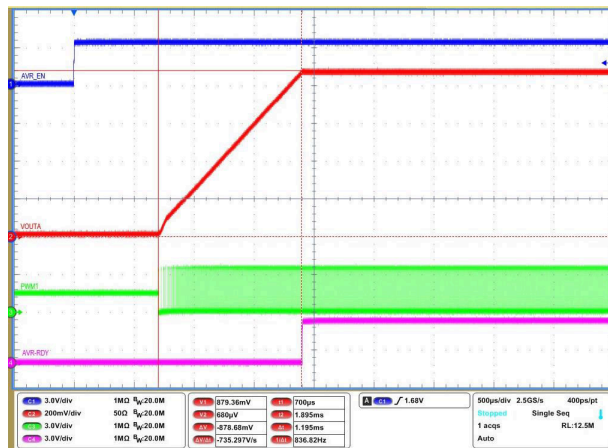 AVR_EN
1
VOUTA
2
PWM1
3
AVR-RDY
4
C1 3.0V/div 1MΩ BW:20.0M
C2 200mV/div 50Ω BW:20.0M
C3 3.0V/div 1MΩ BW:20.0M
C4 3.0V/div 1MΩ BW:20.0M
V1 879.36mV t1 700µs
V2 680µV t2 1.895ms
ΔV -878.68mV Δt 1.195ms
ΔV/Δt -735.297V/s 1/Δt 836.82Hz
A C1 1.68V
500µs/div 2.5GS/s 400ps/pt
Stopped Single Seq
1 acqs RL:12.5M
Auto